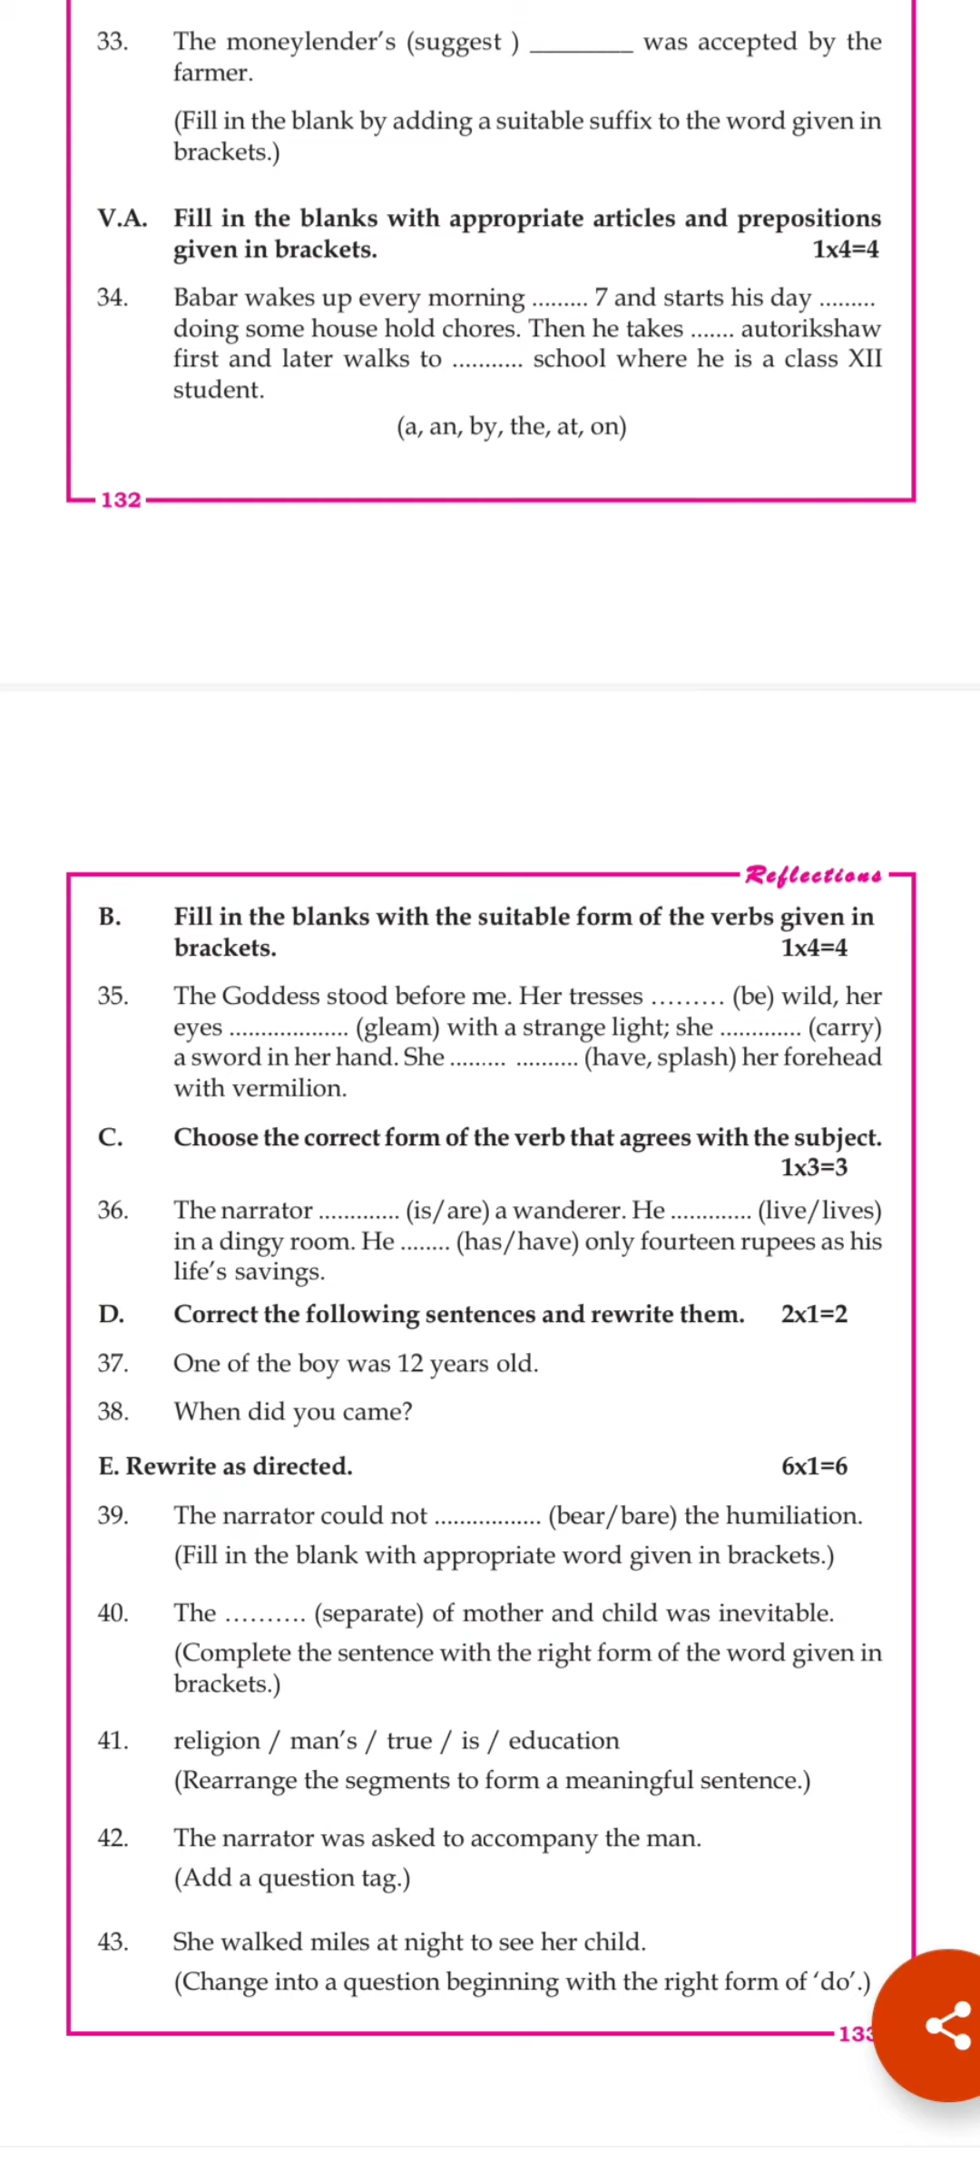 33. The moneylender's (suggest ) ________ was accepted by the
farmer.
(Fill in the blank by adding a suitable suffix to the word given in
brackets.)
V.A. Fill in the blanks with appropriate articles and prepositions
given in brackets. 1x4=4
34. Babar wakes up every morning ......... 7 and starts his day .........
doing some house hold chores. Then he takes ....... autorikshaw
first and later walks to ........... school where he is a class XII
student.
(a, an, by, the, at, on)
132
Reflections
B. Fill in the blanks with the suitable form of the verbs given in
brackets. 1x4=4
35. The Goddess stood before me. Her tresses ......... (be) wild, her
eyes ................... (gleam) with a strange light; she ............. (carry)
a sword in her hand. She ......... .......... (have, splash) her forehead
with vermilion.
C. Choose the correct form of the verb that agrees with the subject.
1x3=3
36. The narrator ............. (is/are) a wanderer. He ............. (live/lives)
in a dingy room. He ........ (has/have) only fourteen rupees as his
life's savings.
D. Correct the following sentences and rewrite them. 2x1=2
37. One of the boy was 12 years old.
38. When did you came?
E. Rewrite as directed. 6x1=6
39. The narrator could not ................. (bear/bare) the humiliation.
(Fill in the blank with appropriate word given in brackets.)
40. The .......... (separate) of mother and child was inevitable.
(Complete the sentence with the right form of the word given in
brackets.)
41. religion / man's / true / is / education
(Rearrange the segments to form a meaningful sentence.)
42. The narrator was asked to accompany the man.
(Add a question tag.)
43. She walked miles at night to see her child.
(Change into a question beginning with the right form of 'do'.)
133